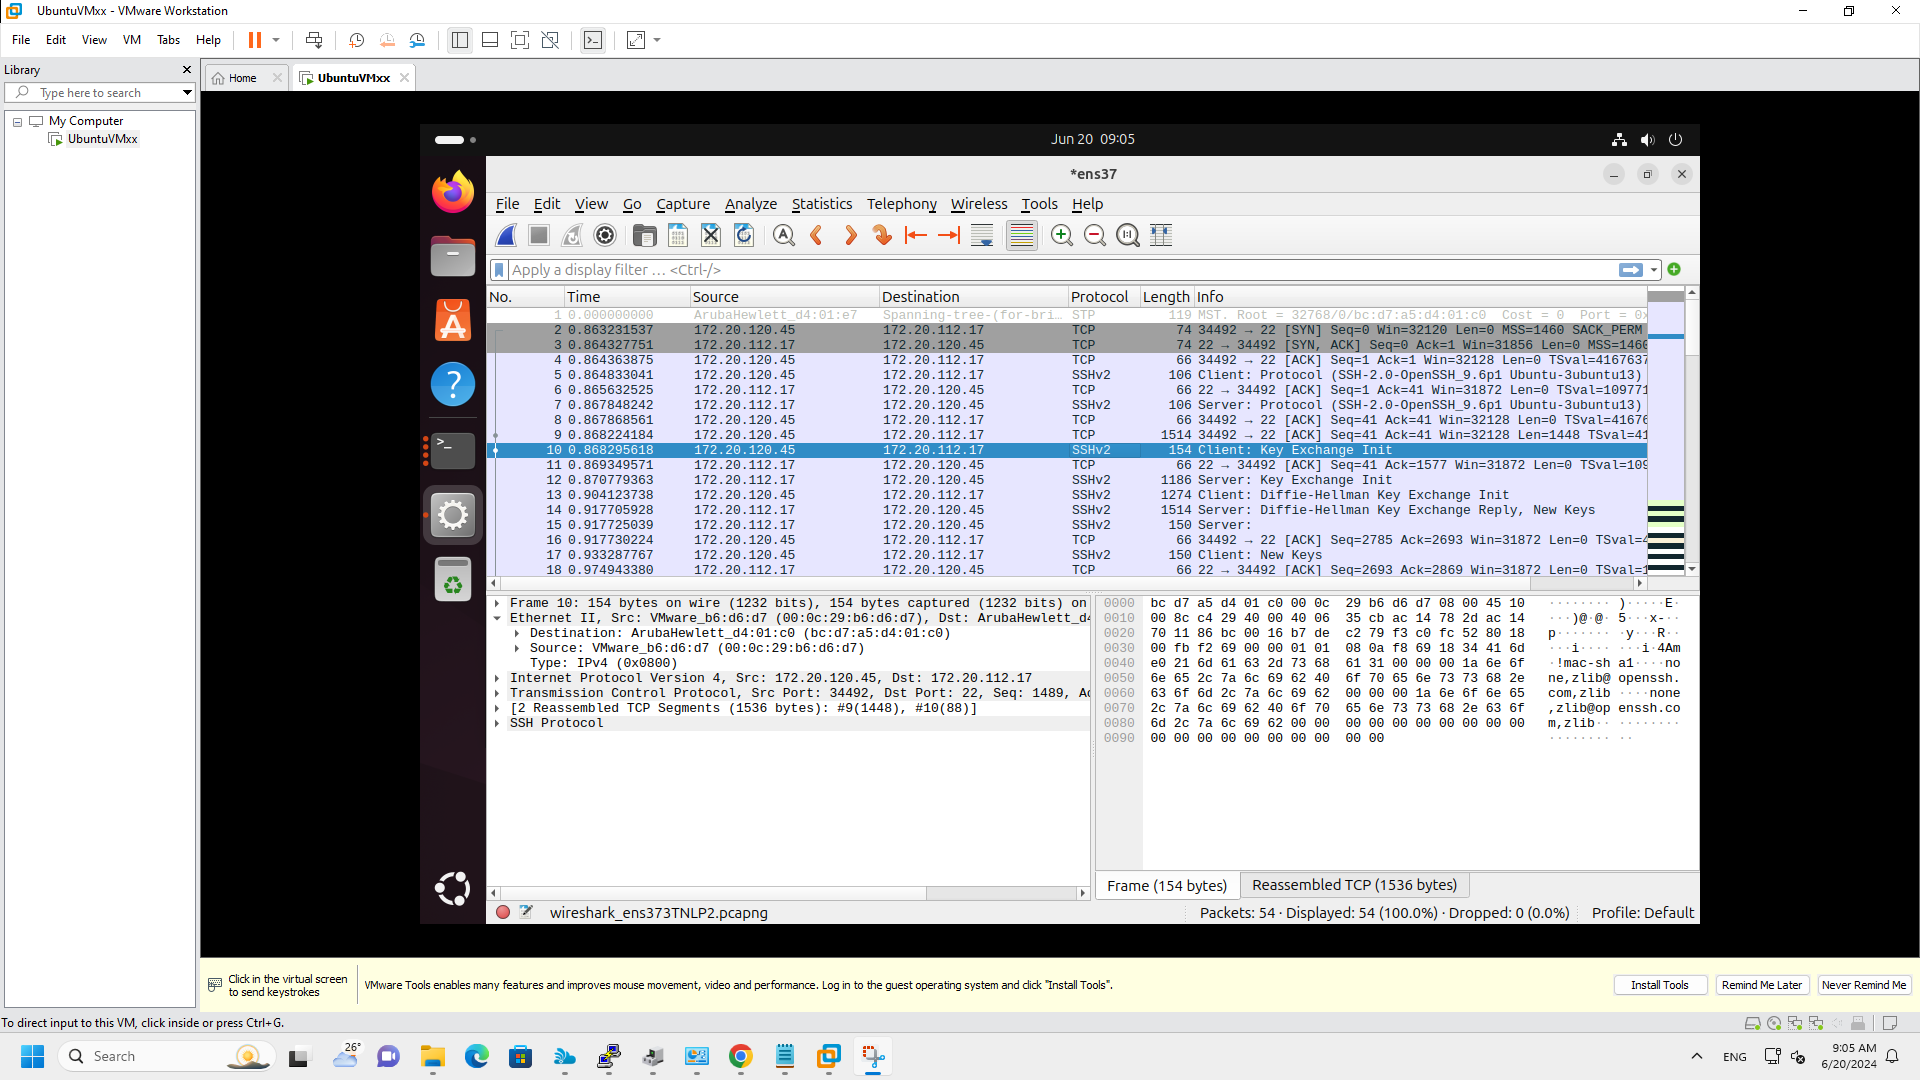 UbuntuVMxx - VMware Workstation
File Edit View VM Tabs Help
Library
Type here to search
My Computer
UbuntuVMxx
Home
UbuntuVMxx
Jun 20 09:05
*ens37
File Edit View Go Capture Analyze Statistics Telephony Wireless Tools Help
Apply a display filter … <Ctrl-/>
No. Time Source Destination Protocol Length Info
1 0.000000000 ArubaHewlett_d4:01:e7 Spanning-tree-(for-bri… STP 119 MST. Root = 32768/0/bc:d7:a5:d4:01:c0 Cost = 0 Port = 0x
2 0.863231537 172.20.120.45 172.20.112.17 TCP 74 34492 → 22 [SYN] Seq=0 Win=32120 Len=0 MSS=1460 SACK_PERM
3 0.864327751 172.20.112.17 172.20.120.45 TCP 74 22 → 34492 [SYN, ACK] Seq=0 Ack=1 Win=31856 Len=0 MSS=1460
4 0.864363875 172.20.120.45 172.20.112.17 TCP 66 34492 → 22 [ACK] Seq=1 Ack=1 Win=32128 Len=0 TSval=4167637
5 0.864833041 172.20.120.45 172.20.112.17 SSHv2 106 Client: Protocol (SSH-2.0-OpenSSH_9.6p1 Ubuntu-3ubuntu13)
6 0.865632525 172.20.112.17 172.20.120.45 TCP 66 22 → 34492 [ACK] Seq=1 Ack=41 Win=31872 Len=0 TSval=109771
7 0.867848242 172.20.112.17 172.20.120.45 SSHv2 106 Server: Protocol (SSH-2.0-OpenSSH_9.6p1 Ubuntu-3ubuntu13)
8 0.867868561 172.20.120.45 172.20.112.17 TCP 66 34492 → 22 [ACK] Seq=41 Ack=41 Win=32128 Len=0 TSval=41676
9 0.868224184 172.20.120.45 172.20.112.17 TCP 1514 34492 → 22 [ACK] Seq=41 Ack=41 Win=32128 Len=1448 TSval=41
10 0.868295618 172.20.120.45 172.20.112.17 SSHv2 154 Client: Key Exchange Init
11 0.869349571 172.20.112.17 172.20.120.45 TCP 66 22 → 34492 [ACK] Seq=41 Ack=1577 Win=31872 Len=0 TSval=109
12 0.870779363 172.20.112.17 172.20.120.45 SSHv2 1186 Server: Key Exchange Init
13 0.904123738 172.20.120.45 172.20.112.17 SSHv2 1274 Client: Diffie-Hellman Key Exchange Init
14 0.917705928 172.20.112.17 172.20.120.45 SSHv2 1514 Server: Diffie-Hellman Key Exchange Reply, New Keys
15 0.917725039 172.20.112.17 172.20.120.45 SSHv2 150 Server:
16 0.917730224 172.20.120.45 172.20.112.17 TCP 66 34492 → 22 [ACK] Seq=2785 Ack=2693 Win=31872 Len=0 TSval=4
17 0.933287767 172.20.120.45 172.20.112.17 SSHv2 150 Client: New Keys
18 0.974943380 172.20.112.17 172.20.120.45 TCP 66 22 → 34492 [ACK] Seq=2693 Ack=2869 Win=31872 Len=0 TSval=1
Frame 10: 154 bytes on wire (1232 bits), 154 bytes captured (1232 bits) on
Ethernet II, Src: VMware_b6:d6:d7 (00:0c:29:b6:d6:d7), Dst: ArubaHewlett_d4
Destination: ArubaHewlett_d4:01:c0 (bc:d7:a5:d4:01:c0)
Source: VMware_b6:d6:d7 (00:0c:29:b6:d6:d7)
Type: IPv4 (0x0800)
Internet Protocol Version 4, Src: 172.20.120.45, Dst: 172.20.112.17
Transmission Control Protocol, Src Port: 34492, Dst Port: 22, Seq: 1489, Ac
[2 Reassembled TCP Segments (1536 bytes): #9(1448), #10(88)]
SSH Protocol
0000 bc d7 a5 d4 01 c0 00 0c 29 b6 d6 d7 08 00 45 10 ········ )·····E·
0010 00 8c c4 29 40 00 40 06 35 cb ac 14 78 2d ac 14 ···)@·@· 5···x-··
0020 70 11 86 bc 00 16 b7 de c2 79 f3 c0 fc 52 80 18 p······· ·y···R··
0030 00 fb f2 69 00 00 01 01 08 0a f8 69 18 34 41 6d ···i···· ···i·4Am
0040 e0 21 6d 61 63 2d 73 68 61 31 00 00 00 1a 6e 6f ·!mac-sh a1····no
0050 6e 65 2c 7a 6c 69 62 40 6f 70 65 6e 73 73 68 2e ne,zlib@ openssh.
0060 63 6f 6d 2c 7a 6c 69 62 00 00 00 1a 6e 6f 6e 65 com,zlib ····none
0070 2c 7a 6c 69 62 40 6f 70 65 6e 73 73 68 2e 63 6f ,zlib@op enssh.co
0080 6d 2c 7a 6c 69 62 00 00 00 00 00 00 00 00 00 00 m,zlib·· ········
0090 00 00 00 00 00 00 00 00 00 00 ········ ··
Frame (154 bytes) Reassembled TCP (1536 bytes)
wireshark_ens373TNLP2.pcapng
Packets: 54 · Displayed: 54 (100.0%) · Dropped: 0 (0.0%) Profile: Default
Click in the virtual screen
to send keystrokes
VMware Tools enables many features and improves mouse movement, video and performance. Log in to the guest operating system and click "Install Tools".
Install Tools Remind Me Later Never Remind Me
To direct input to this VM, click inside or press Ctrl+G.
Search
26°
ENG
9:05 AM
6/20/2024